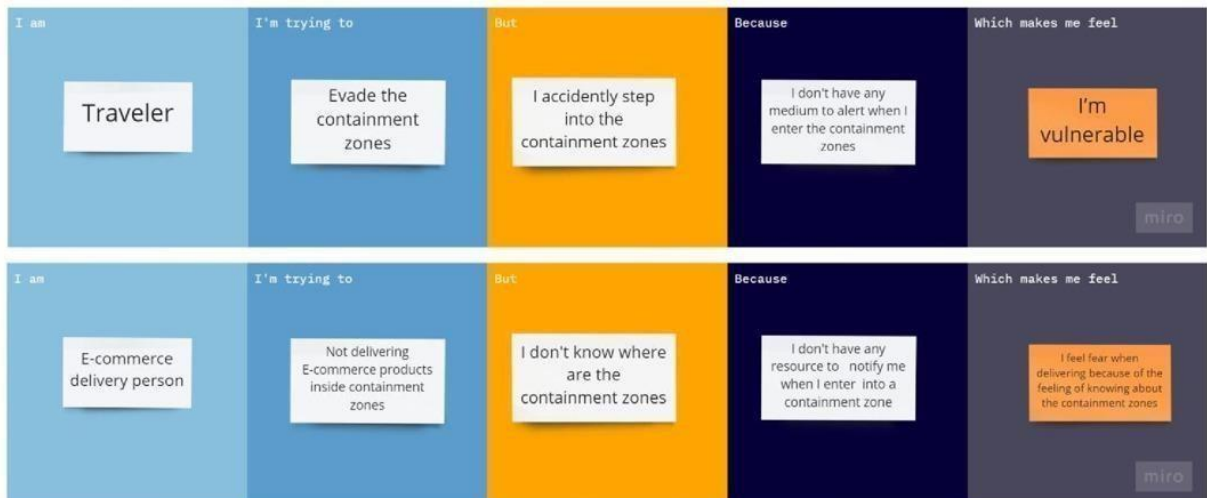 I am
I'm trying to
But
Because
Which makes me feel
Traveler
Evade the
containment
zones
I accidently step
into the
containment zones
I don't have any
medium to alert when I
enter the containment
zones
I'm
vulnerable
miro
I am
I'm trying to
But
Because
Which makes me feel
E-commerce
delivery person
Not delivering
E-commerce products
inside containment
zones
I don't know where
are the
containment zones
I don't have any
resource to notify me
when I enter into a
containment zone
I feel fear when
delivering because of the
feeling of knowing about
the containment zones
miro